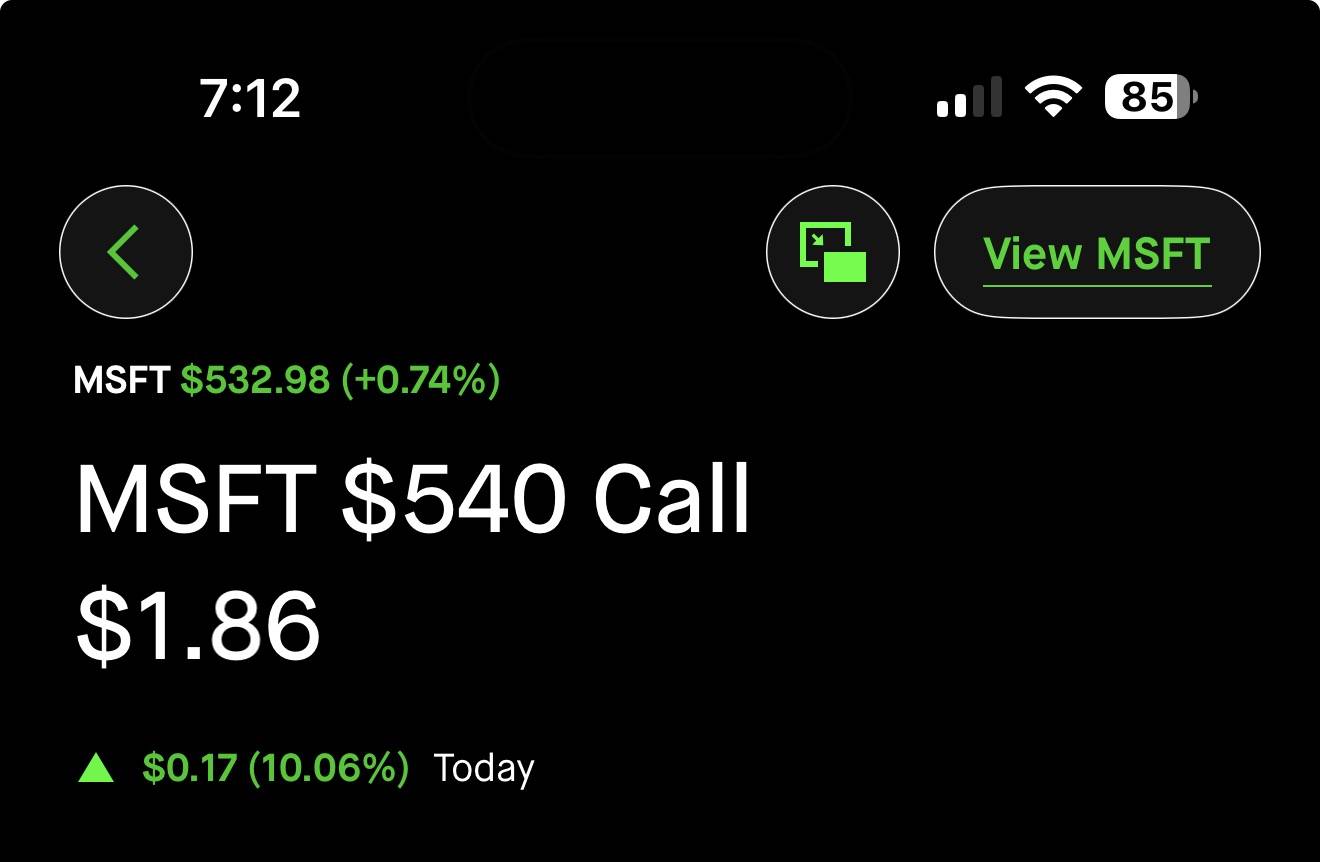 7:12 85
View MSFT
MSFT $532.98 (+0.74%)
MSFT $540 Call
$1.86
▲ $0.17 (10.06%) Today